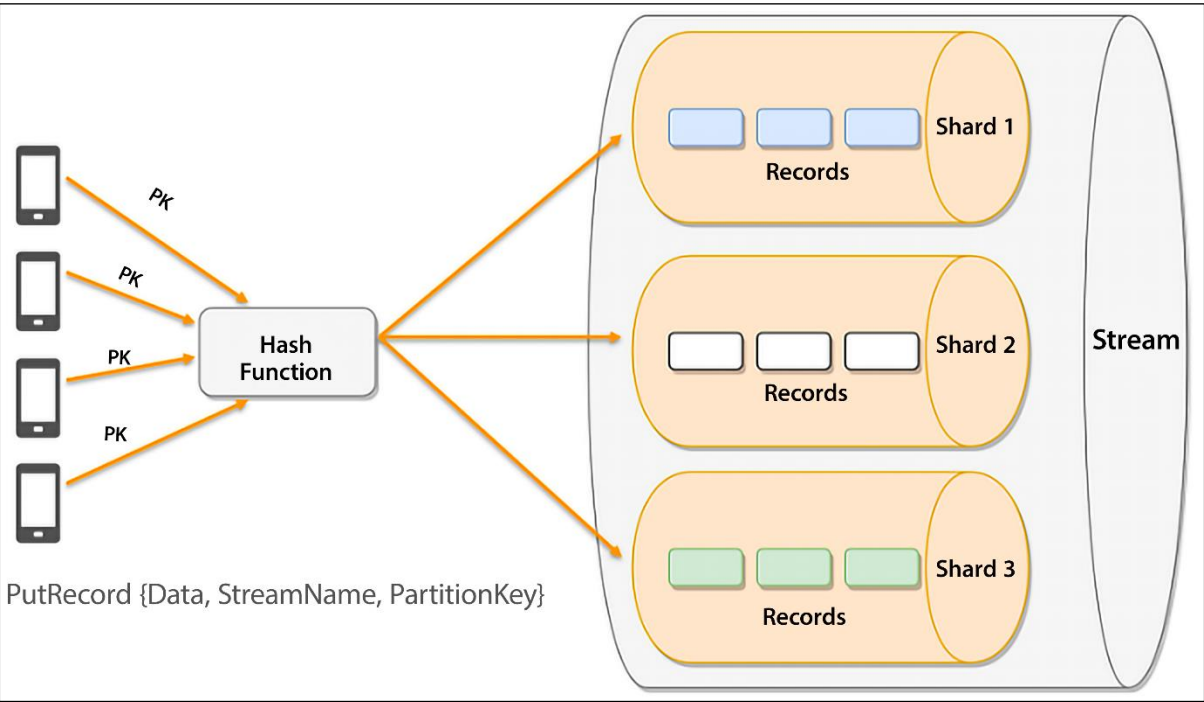 PK
PK
PK
PK
Hash
Function
Shard 1
Records
Shard 2
Records
Shard 3
Records
Stream
PutRecord {Data, StreamName, PartitionKey}